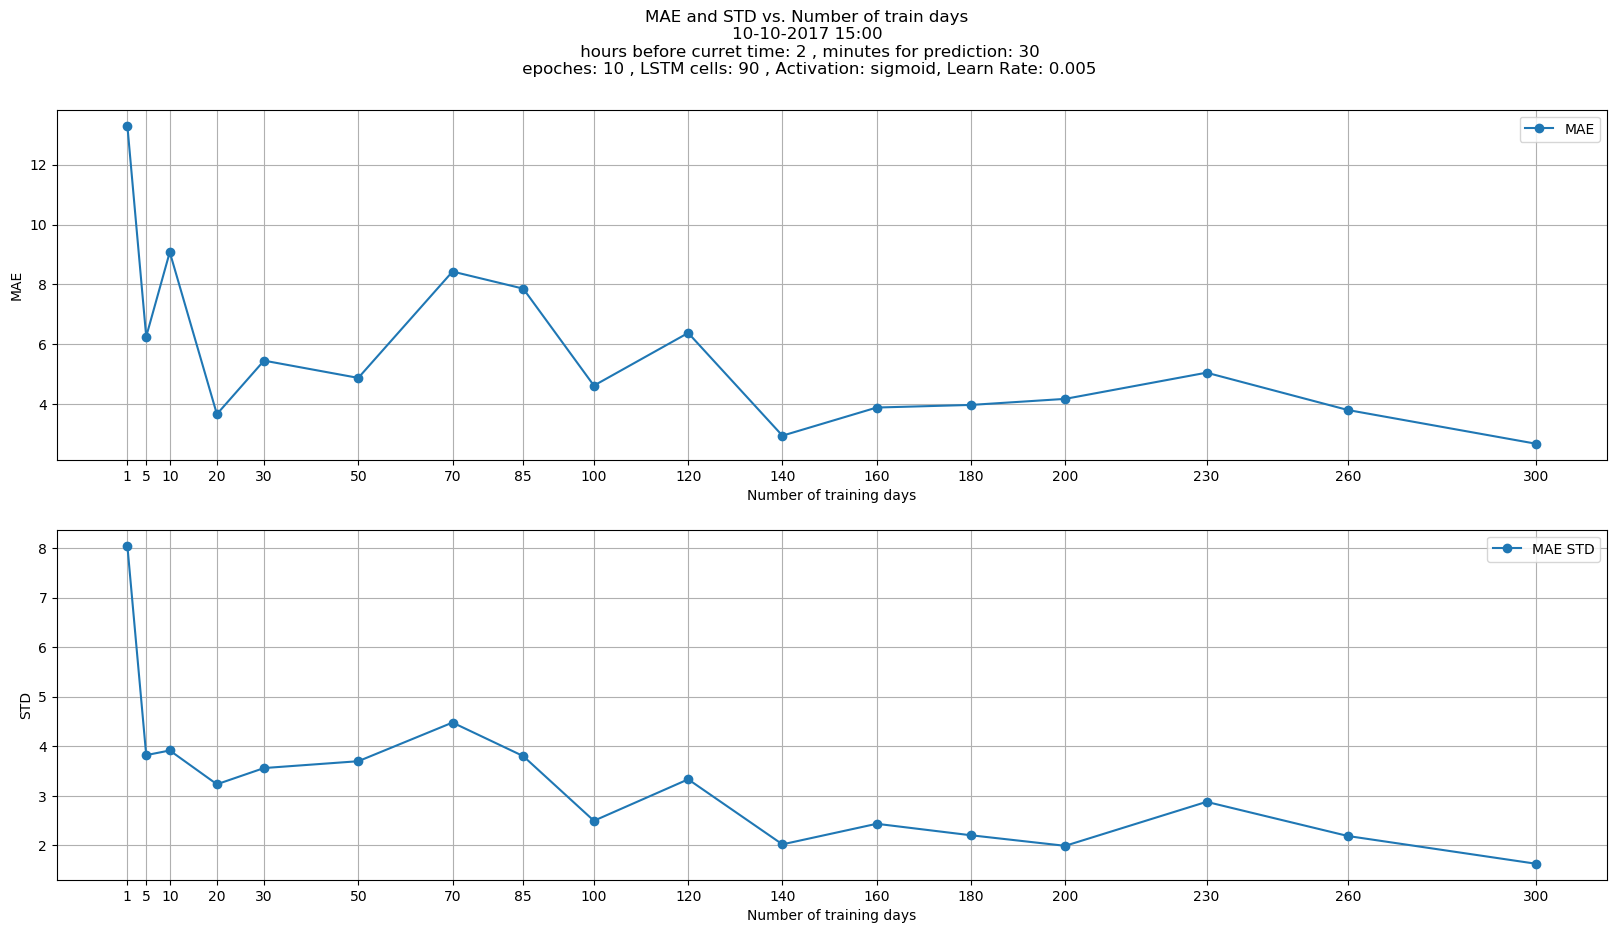 MAE and STD vs. Number of train days
10-10-2017 15:00
hours before curret time: 2 , minutes for prediction: 30
epoches: 10 , LSTM cells: 90 , Activation: sigmoid, Learn Rate: 0.005
MAE
12
10
8
6
4
MAE
1 5 10 20 30 50 70 85 100 120 140 160 180 200 230 260 300
Number of training days
MAE STD
8
7
6
5
4
3
2
STD
1 5 10 20 30 50 70 85 100 120 140 160 180 200 230 260 300
Number of training days